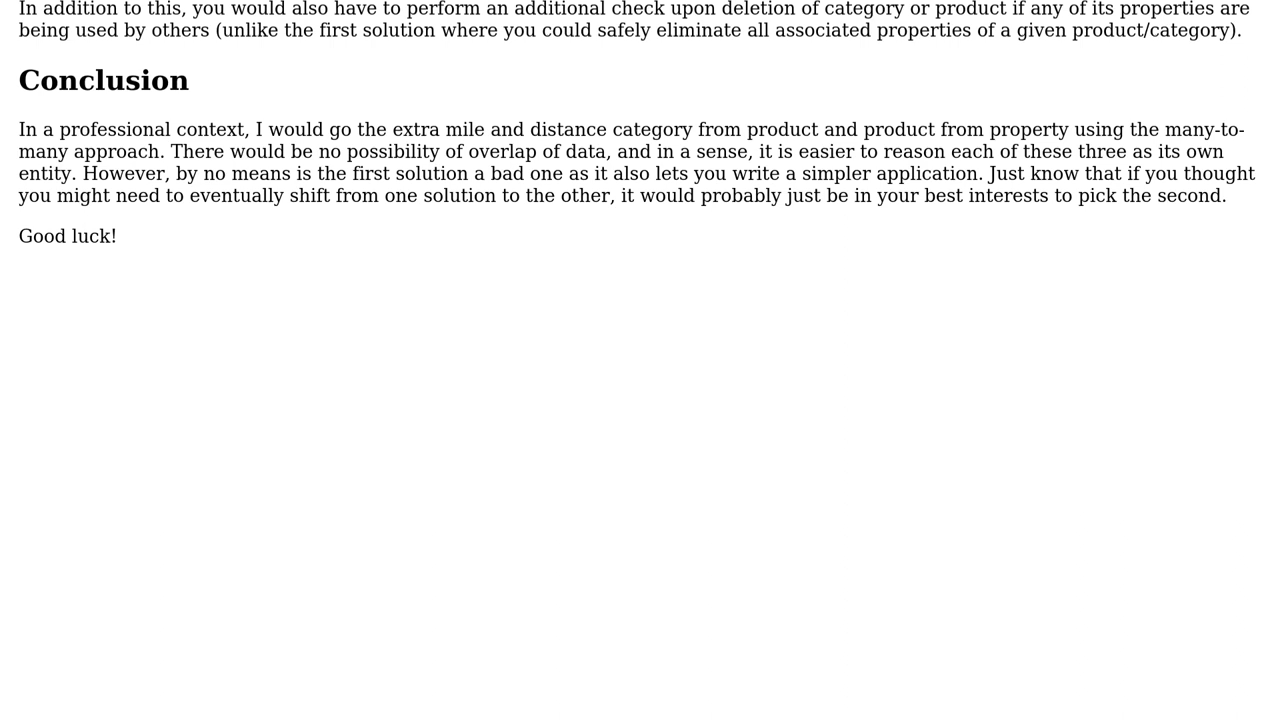 In addition to this, you would also have to perform an additional check upon deletion of category or product if any of its properties are
being used by others (unlike the first solution where you could safely eliminate all associated properties of a given product/category).
Conclusion
In a professional context, I would go the extra mile and distance category from product and product from property using the many-to-
many approach. There would be no possibility of overlap of data, and in a sense, it is easier to reason each of these three as its own
entity. However, by no means is the first solution a bad one as it also lets you write a simpler application. Just know that if you thought
you might need to eventually shift from one solution to the other, it would probably just be in your best interests to pick the second.
Good luck!